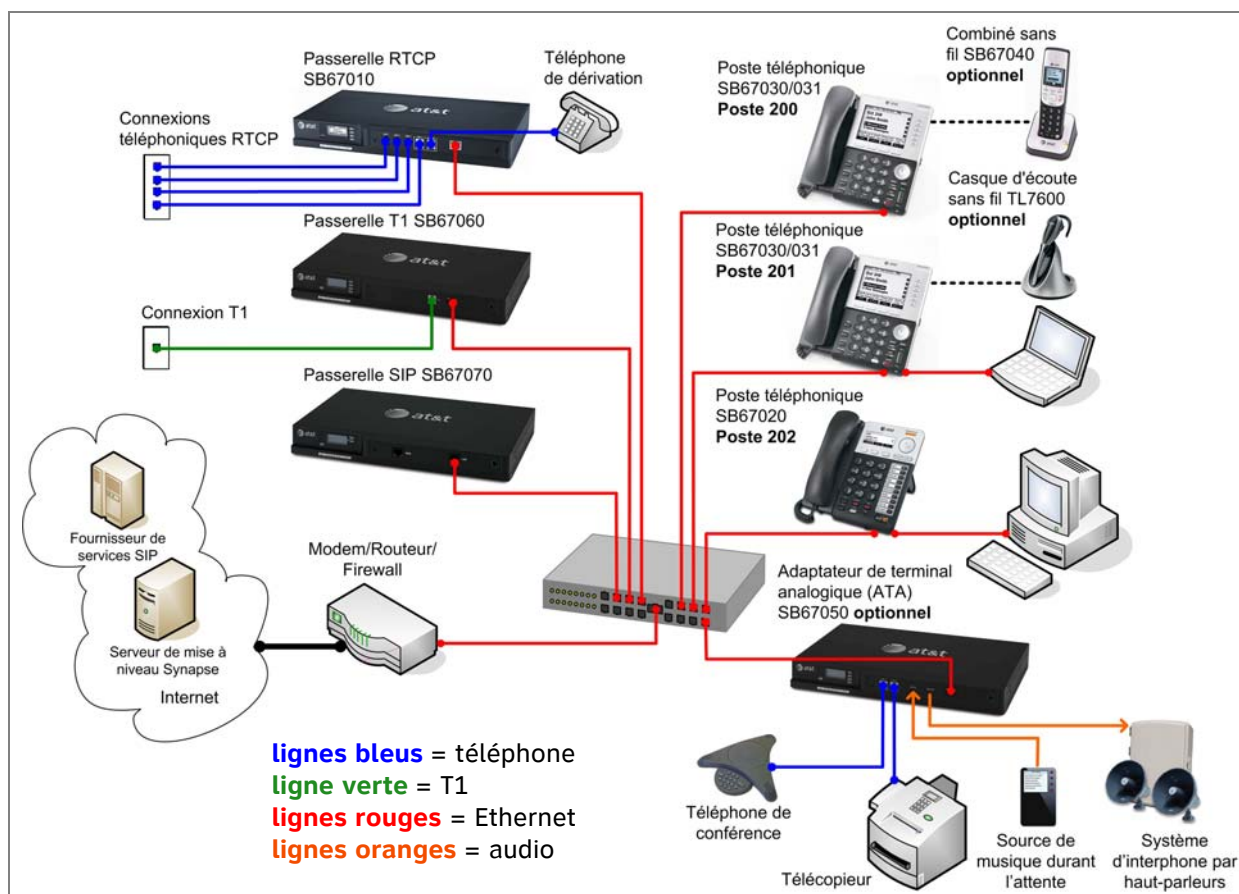 Passerelle RTCP
SB67010
at&t
Téléphone
de dérivation
Connexions
téléphoniques RTCP
Passerelle T1 SB67060
at&t
Connexion T1
Passerelle SIP SB67070
at&t
Fournisseur de
services SIP
Serveur de mise à
niveau Synapse
Internet
Modem/Routeur/
Firewall
Poste téléphonique
SB67030/031
Poste 200
Combiné sans
fil SB67040
optionnel
Casque d'écoute
sans fil TL7600
optionnel
Poste téléphonique
SB67030/031
Poste 201
Poste téléphonique
SB67020
Poste 202
Adaptateur de terminal
analogique (ATA)
SB67050 optionnel
at&t
lignes bleus = téléphone
ligne verte = T1
lignes rouges = Ethernet
lignes oranges = audio
Téléphone de
conférence
Télécopieur
Source de
musique durant
l'attente
Système
d'interphone par
haut-parleurs